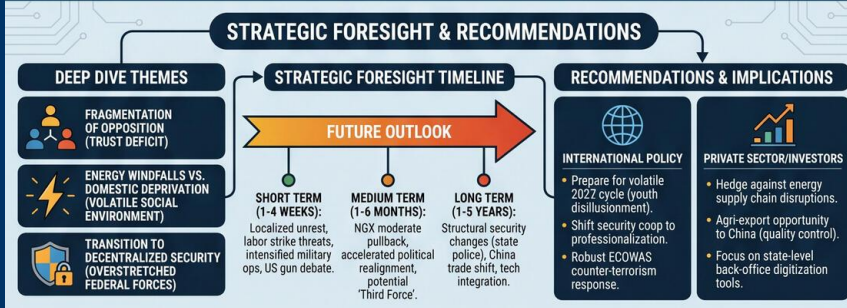 STRATEGIC FORESIGHT & RECOMMENDATIONS
DEEP DIVE THEMES
FRAGMENTATION
OF OPPOSITION
(TRUST DEFICIT)
ENERGY WINDFALLS VS.
DOMESTIC DEPRIVATION
(VOLATILE SOCIAL
ENVIRONMENT)
TRANSITION TO
DECENTRALIZED SECURITY
(OVERSTRETCHED
FEDERAL FORCES)
STRATEGIC FORESIGHT TIMELINE
FUTURE OUTLOOK
SHORT TERM
(1-4 WEEKS):
Localized unrest,
labor strike threats,
intensified military
ops, US gun debate.
MEDIUM TERM
(1-6 MONTHS):
NGX moderate
pullback,
accelerated political
realignment,
potential
'Third Force'.
LONG TERM
(1-5 YEARS):
Structural security
changes (state
police), China
trade shift, tech
integration.
RECOMMENDATIONS & IMPLICATIONS
INTERNATIONAL POLICY
• Prepare for volatile
2027 cycle (youth
disillusionment).
• Shift security coop to
professionalization.
• Robust ECOWAS
counter-terrorism
response.
PRIVATE SECTOR/INVESTORS
• Hedge against energy
supply chain disruptions.
• Agri-export opportunity
to China (quality control).
• Focus on state-level
back-office digitization
tools.